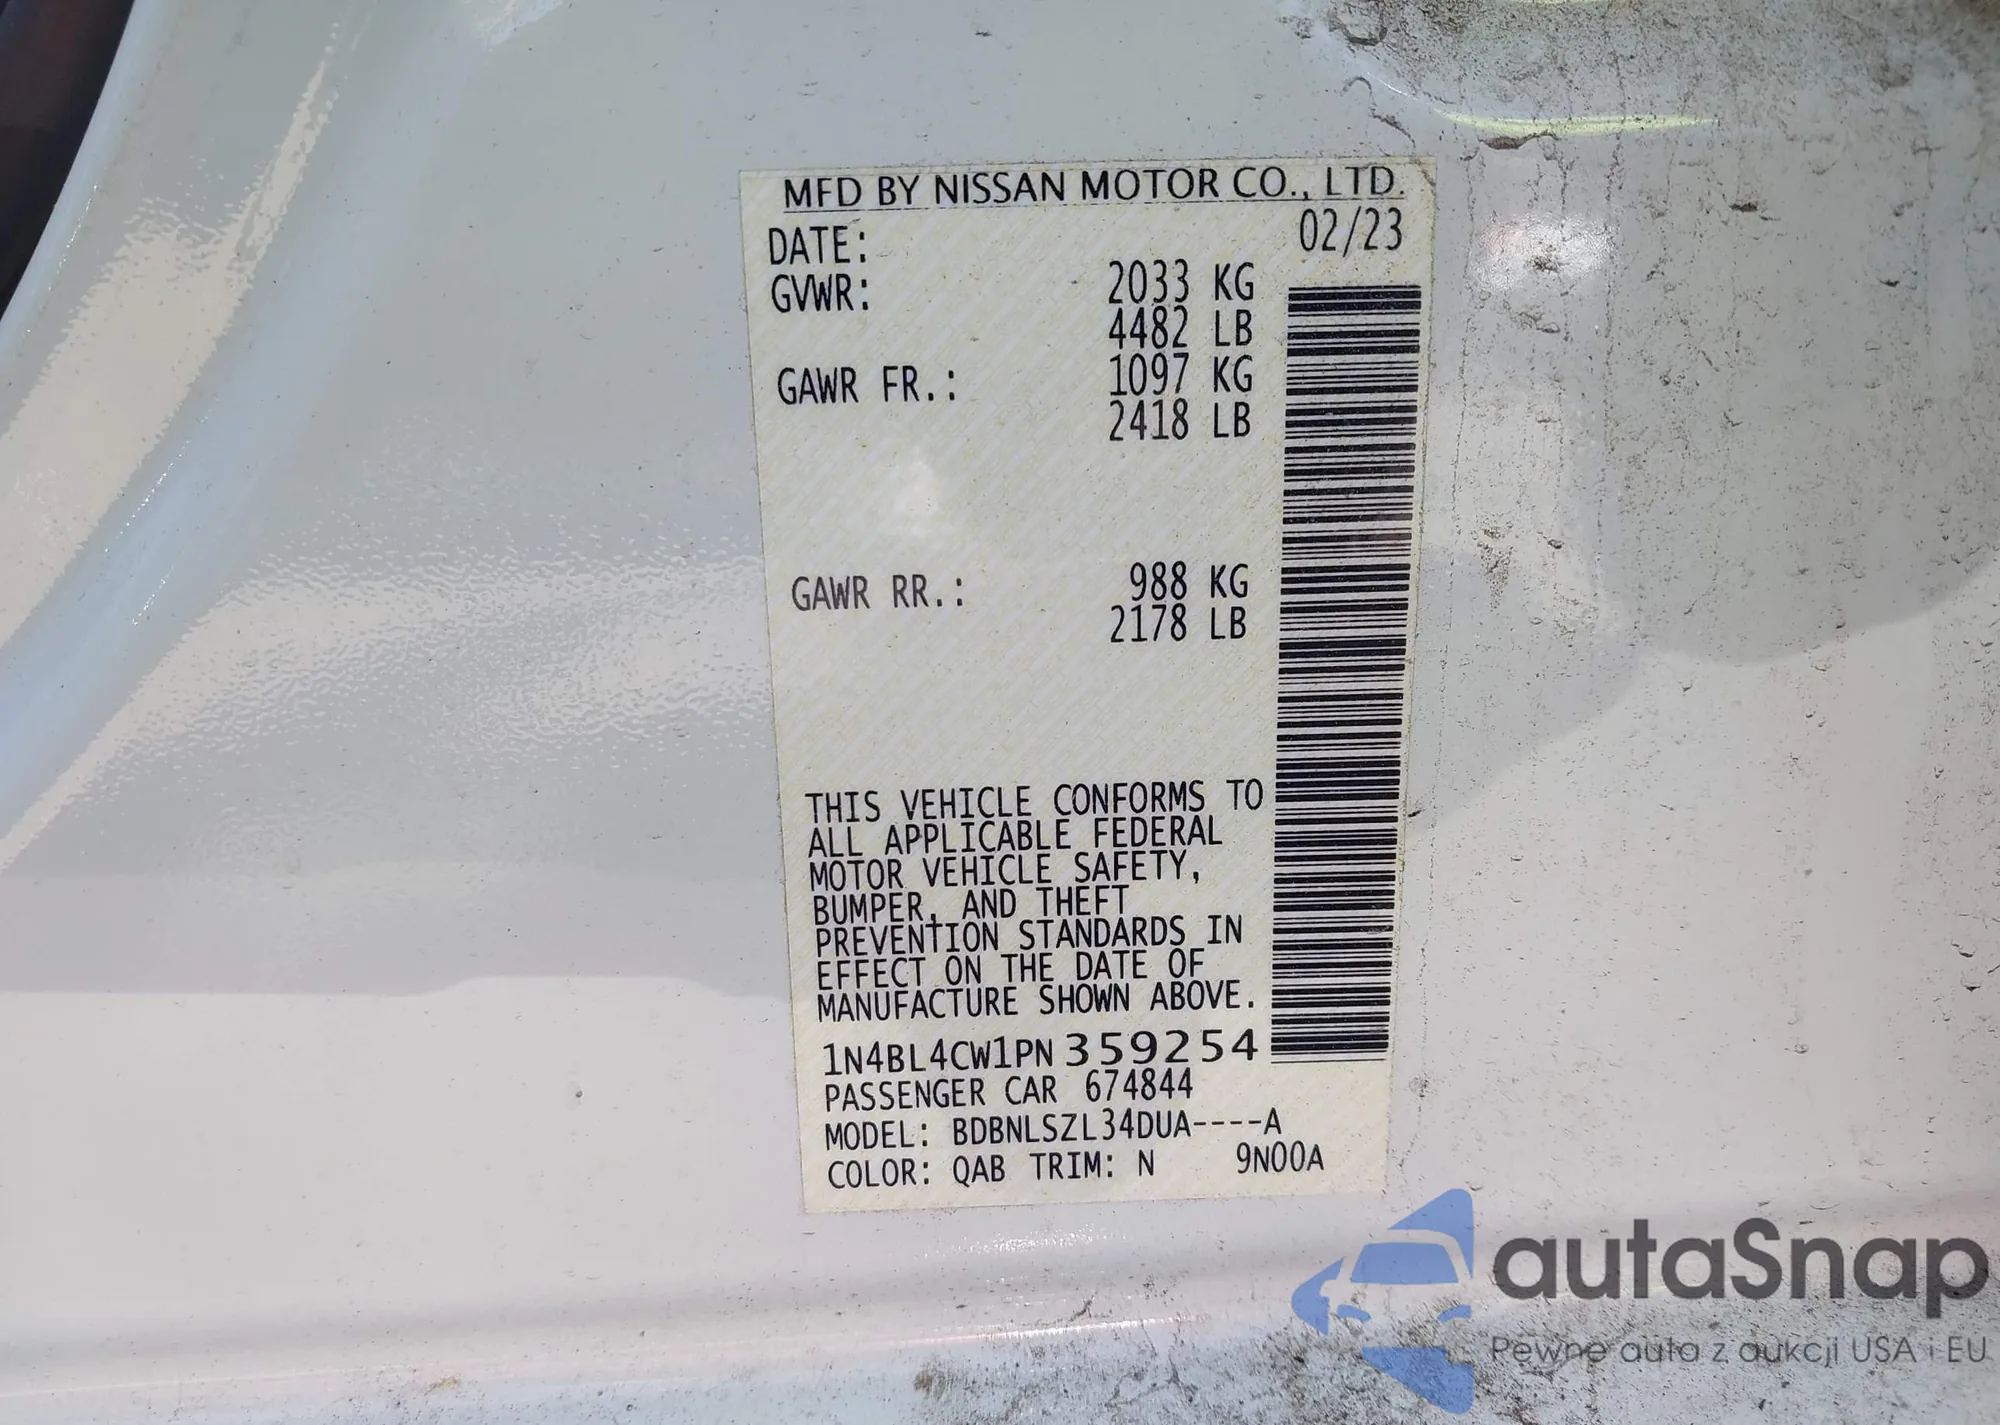 MFD BY NISSAN MOTOR CO., LTD.
DATE: 02/23
GVWR: 2033 KG
4482 LB
GAWR FR.: 1097 KG
2418 LB
GAWR RR.: 988 KG
2178 LB
THIS VEHICLE CONFORMS TO
ALL APPLICABLE FEDERAL
MOTOR VEHICLE SAFETY,
BUMPER, AND THEFT
PREVENTION STANDARDS IN
EFFECT ON THE DATE OF
MANUFACTURE SHOWN ABOVE.
1N4BL4CW1PN359254
PASSENGER CAR 674844
MODEL: BDBNLSZL34DUA----A
COLOR: QAB TRIM: N 9N00A
autaSnap
Pewne auta z aukcji USA i EU